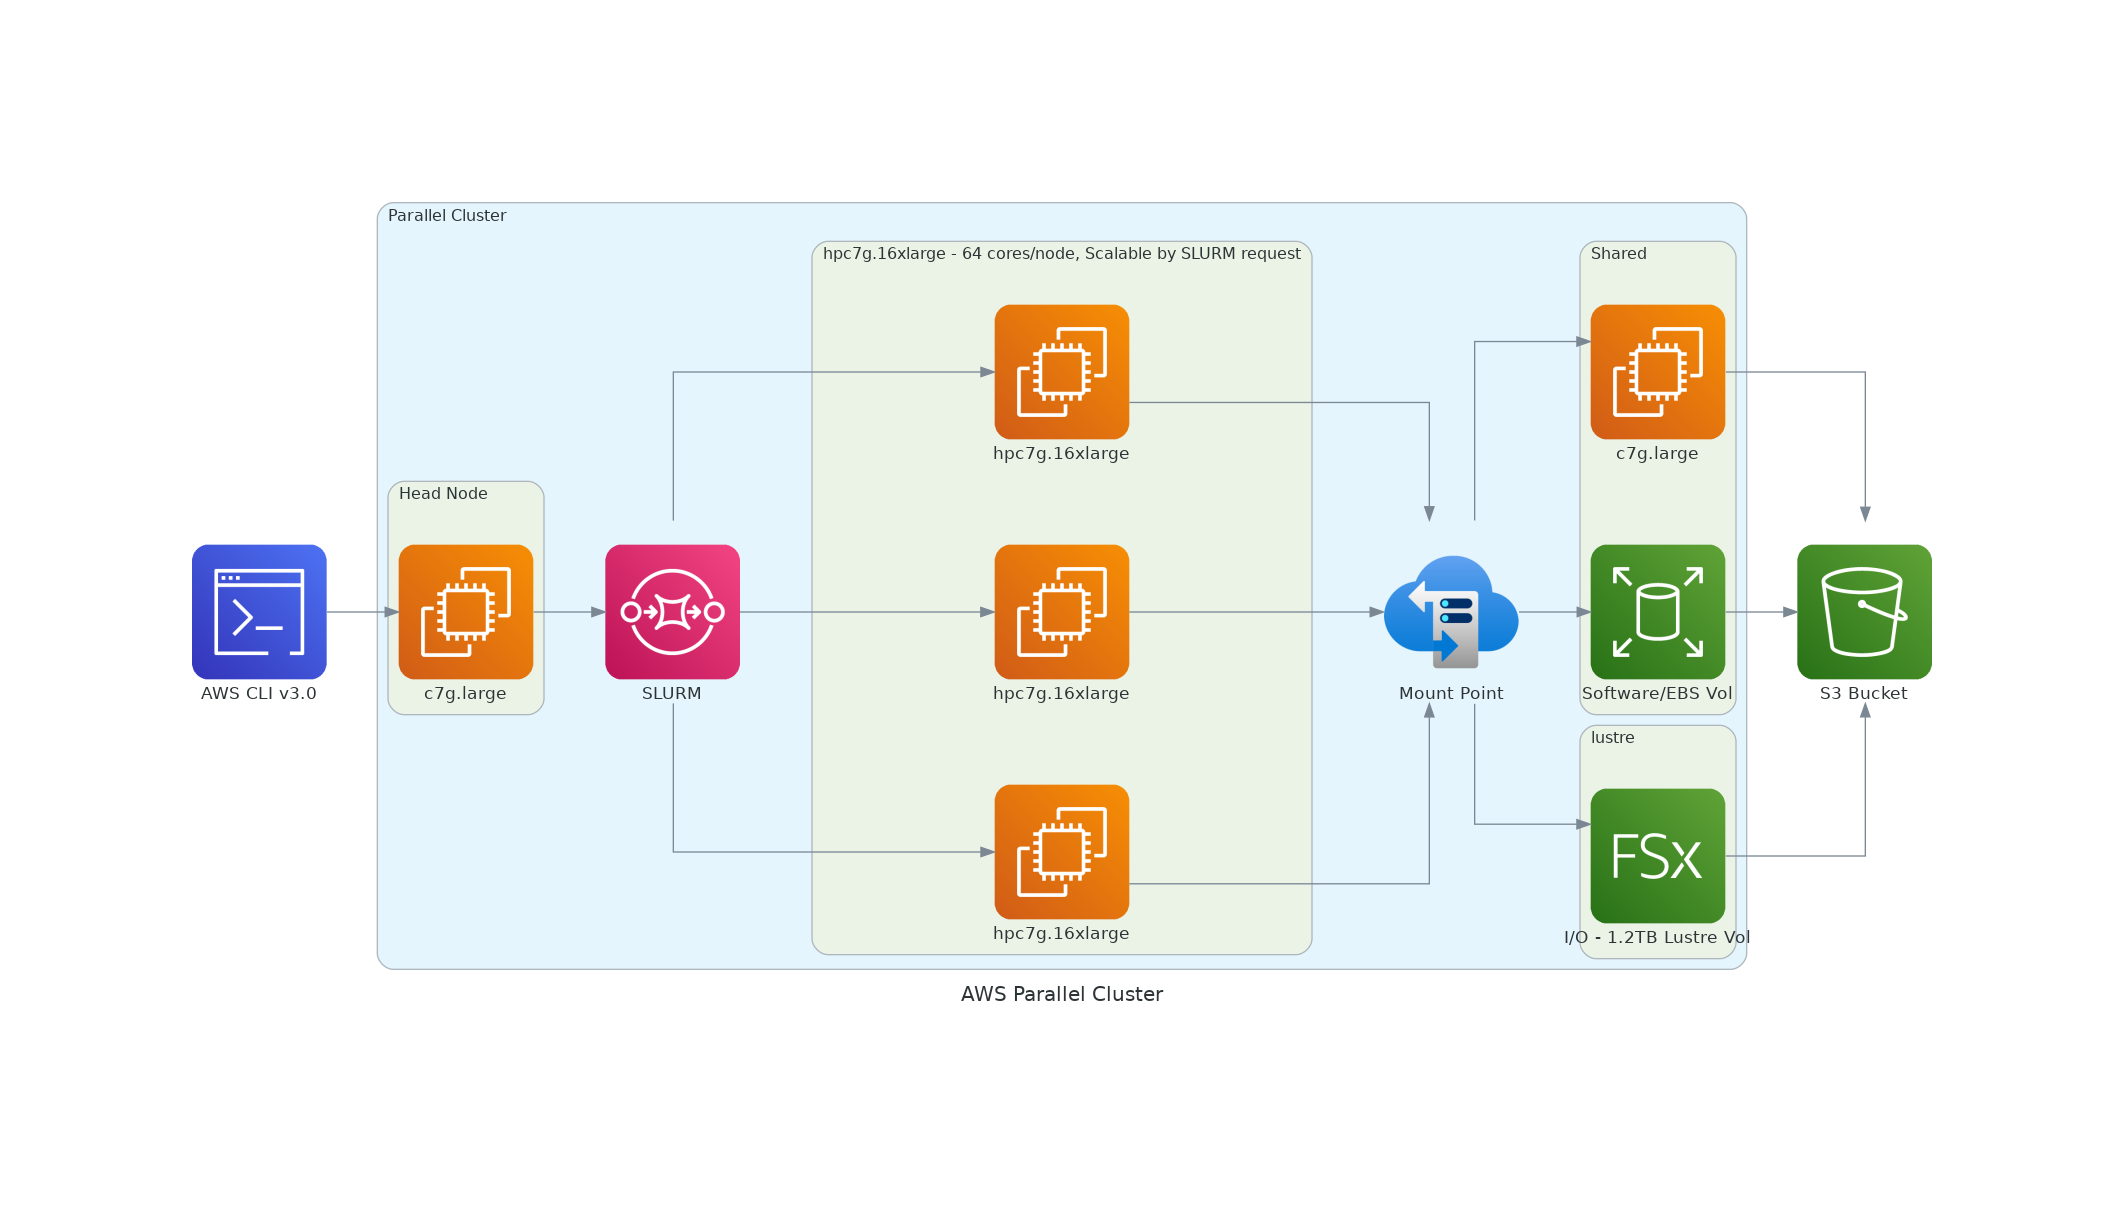 Parallel Cluster
hpc7g.16xlarge - 64 cores/node, Scalable by SLURM request
Shared
hpc7g.16xlarge
c7g.large
Head Node
AWS CLI v3.0
c7g.large
SLURM
hpc7g.16xlarge
Mount Point
Software/EBS Vol
S3 Bucket
lustre
FSx
hpc7g.16xlarge
I/O - 1.2TB Lustre Vol
AWS Parallel Cluster